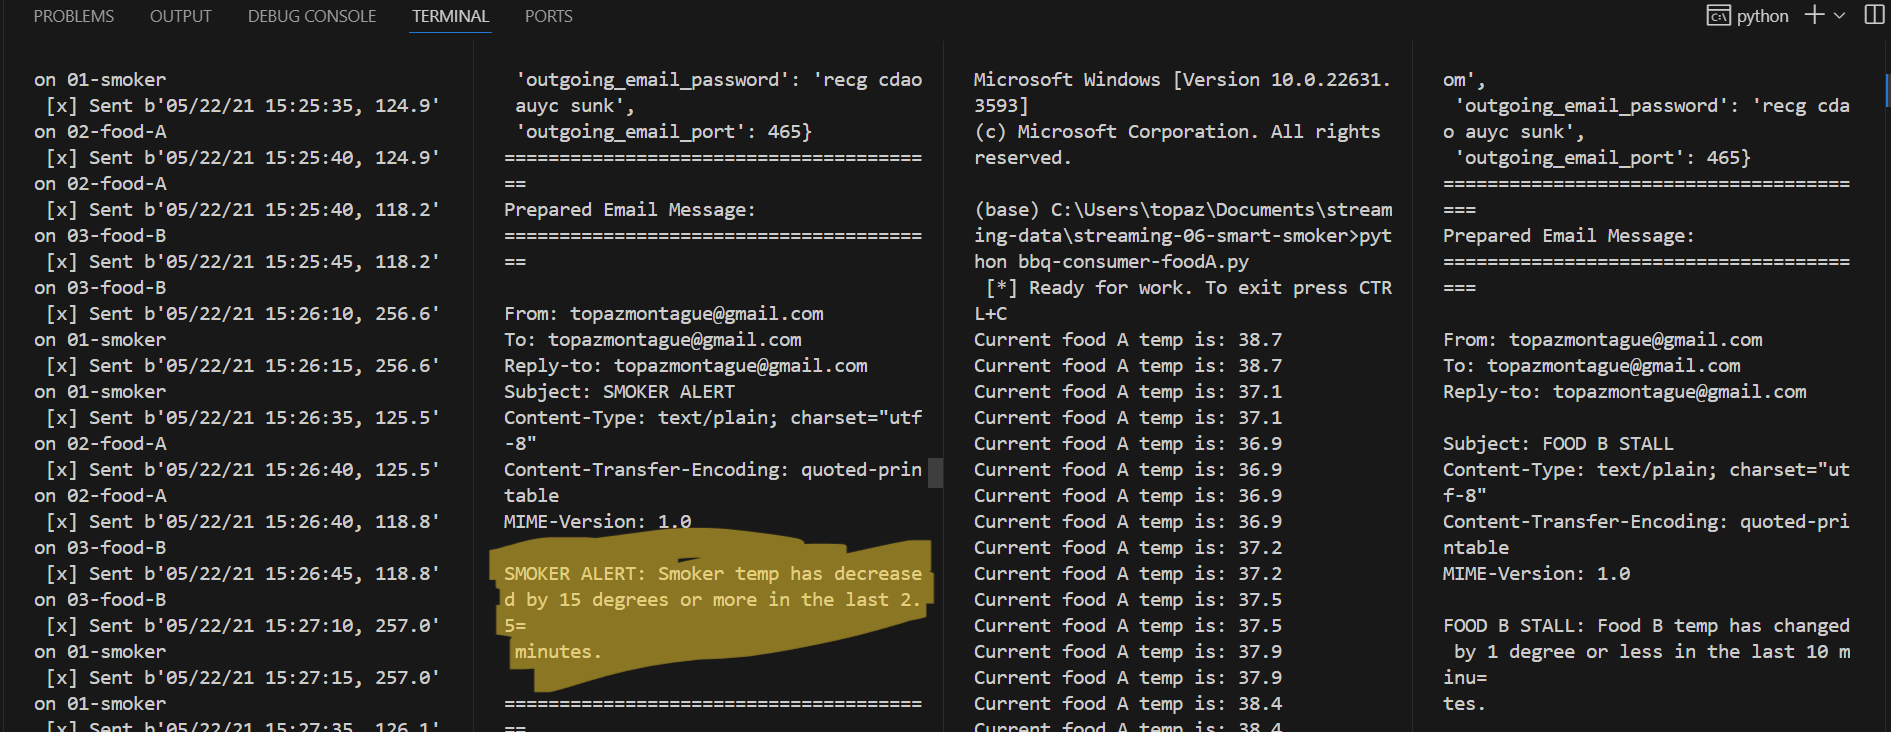 PROBLEMS OUTPUT DEBUG CONSOLE TERMINAL PORTS python
on 01-smoker
[x] Sent b'05/22/21 15:25:35, 124.9'
on 02-food-A
[x] Sent b'05/22/21 15:25:40, 124.9'
on 02-food-A
[x] Sent b'05/22/21 15:25:40, 118.2'
on 03-food-B
[x] Sent b'05/22/21 15:25:45, 118.2'
on 03-food-B
[x] Sent b'05/22/21 15:26:10, 256.6'
on 01-smoker
[x] Sent b'05/22/21 15:26:15, 256.6'
on 01-smoker
[x] Sent b'05/22/21 15:26:35, 125.5'
on 02-food-A
[x] Sent b'05/22/21 15:26:40, 125.5'
on 02-food-A
[x] Sent b'05/22/21 15:26:40, 118.8'
on 03-food-B
[x] Sent b'05/22/21 15:26:45, 118.8'
on 03-food-B
[x] Sent b'05/22/21 15:27:10, 257.0'
on 01-smoker
[x] Sent b'05/22/21 15:27:15, 257.0'
on 01-smoker
[x] Sent b'05/22/21 15:27:35, 126.1'
'outgoing_email_password': 'recg cdao
auyc sunk',
'outgoing_email_port': 465}
======================================
==
Prepared Email Message:
======================================
==
From: topazmontague@gmail.com
To: topazmontague@gmail.com
Reply-to: topazmontague@gmail.com
Subject: SMOKER ALERT
Content-Type: text/plain; charset="utf
-8"
Content-Transfer-Encoding: quoted-prin
table
MIME-Version: 1.0
SMOKER ALERT: Smoker temp has decrease
d by 15 degrees or more in the last 2.
5=
minutes.
======================================
==
Microsoft Windows [Version 10.0.22631.
3593]
(c) Microsoft Corporation. All rights
reserved.
(base) C:\Users\topaz\Documents\stream
ing-data\streaming-06-smart-smoker>pyt
hon bbq-consumer-foodA.py
[*] Ready for work. To exit press CTR
L+C
Current food A temp is: 38.7
Current food A temp is: 38.7
Current food A temp is: 37.1
Current food A temp is: 37.1
Current food A temp is: 36.9
Current food A temp is: 36.9
Current food A temp is: 36.9
Current food A temp is: 36.9
Current food A temp is: 37.2
Current food A temp is: 37.2
Current food A temp is: 37.5
Current food A temp is: 37.5
Current food A temp is: 37.9
Current food A temp is: 37.9
Current food A temp is: 38.4
Current food A temp is: 38.4
om',
'outgoing_email_password': 'recg cda
o auyc sunk',
'outgoing_email_port': 465}
=====================================
===
Prepared Email Message:
=====================================
===
From: topazmontague@gmail.com
To: topazmontague@gmail.com
Reply-to: topazmontague@gmail.com
Subject: FOOD B STALL
Content-Type: text/plain; charset="ut
f-8"
Content-Transfer-Encoding: quoted-pri
ntable
MIME-Version: 1.0
FOOD B STALL: Food B temp has changed
by 1 degree or less in the last 10 m
inu=
tes.